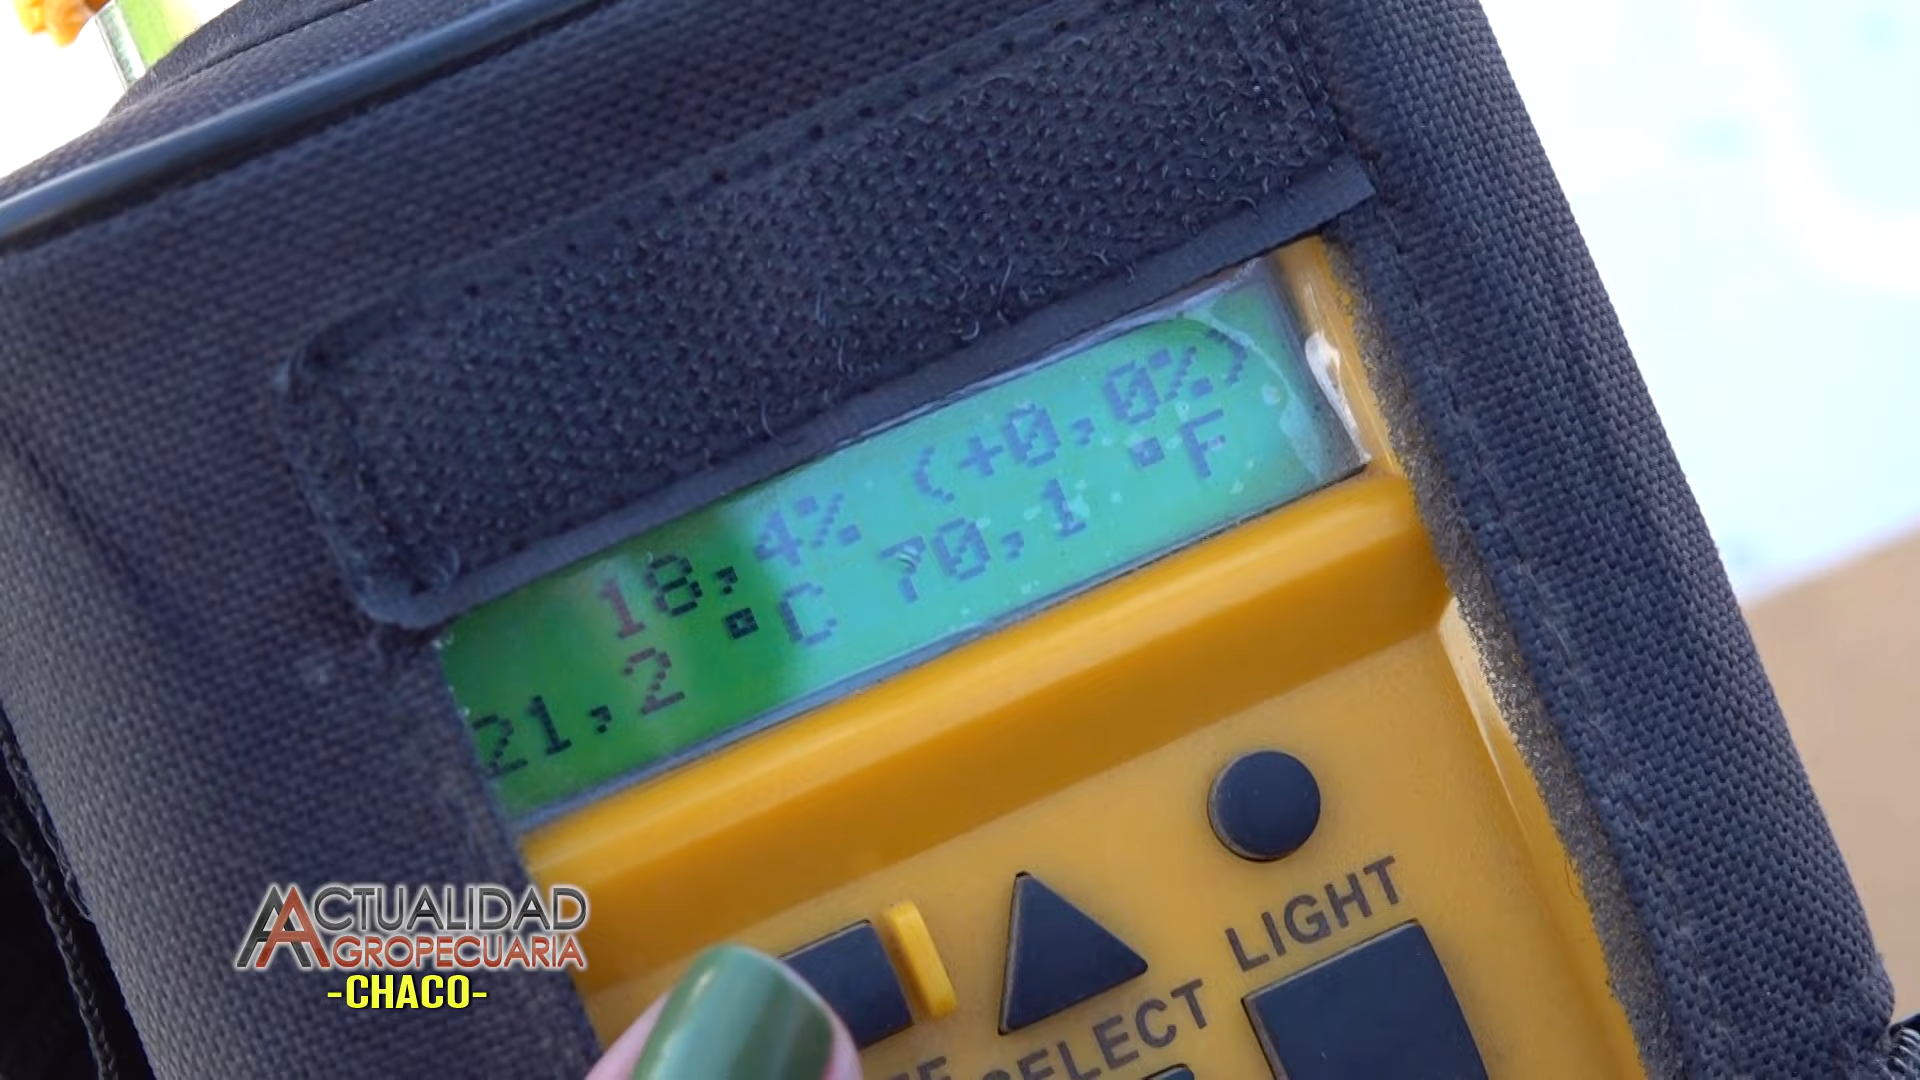 18,4% (+0,0%)
21,2 °C 70,1 °F
LIGHT
SELECT
ACTUALIDAD
AGROPECUARIA
-CHACO-